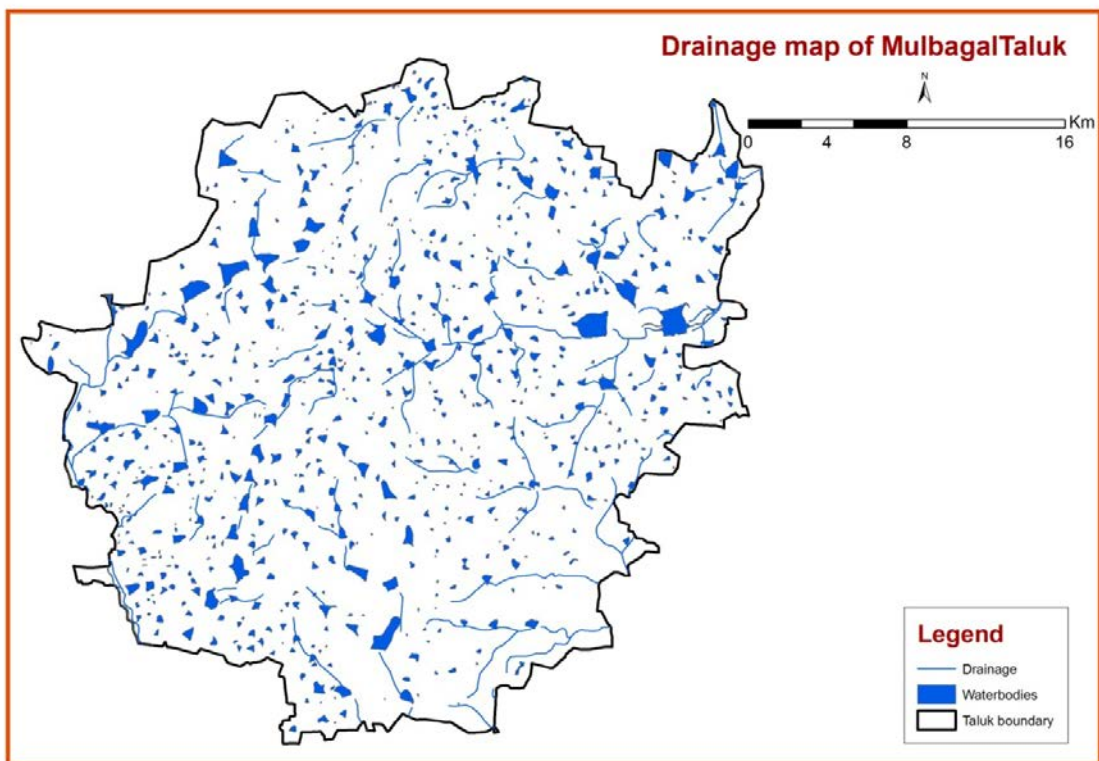 Drainage map of MulbagalTaluk
N
Km
0 4 8 16
Legend
Drainage
Waterbodies
Taluk boundary